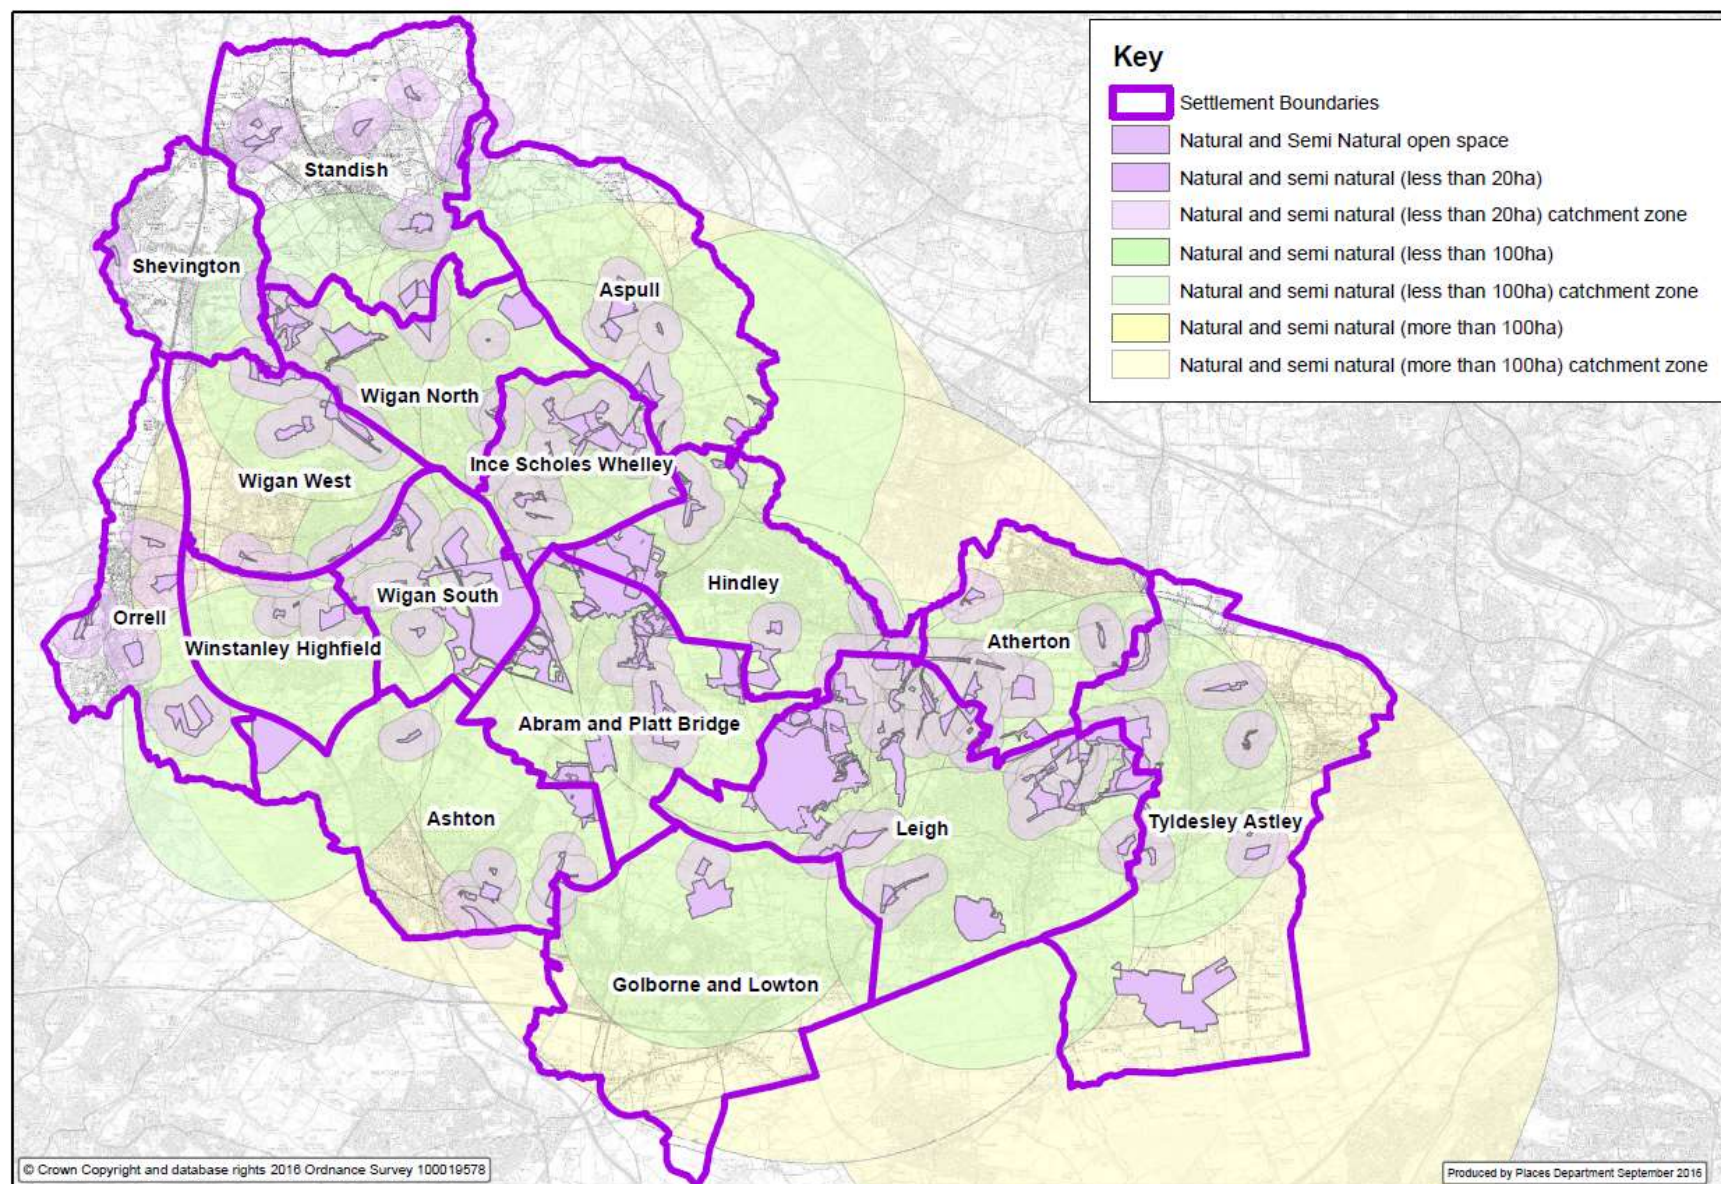 Key
Settlement Boundaries
Natural and Semi Natural open space
Natural and semi natural (less than 20ha)
Natural and semi natural (less than 20ha) catchment zone
Natural and semi natural (less than 100ha)
Natural and semi natural (less than 100ha) catchment zone
Natural and semi natural (more than 100ha)
Natural and semi natural (more than 100ha) catchment zone
Standish
Shevington
Aspull
Wigan North
Ince Scholes Whelley
Wigan West
Hindley
Wigan South
Orrell
Atherton
Winstanley Highfield
Abram and Platt Bridge
Ashton
Leigh
Tyldesley Astley
Golborne and Lowton
© Crown Copyright and database rights 2016 Ordnance Survey 100019578
Produced by Places Department September 2016